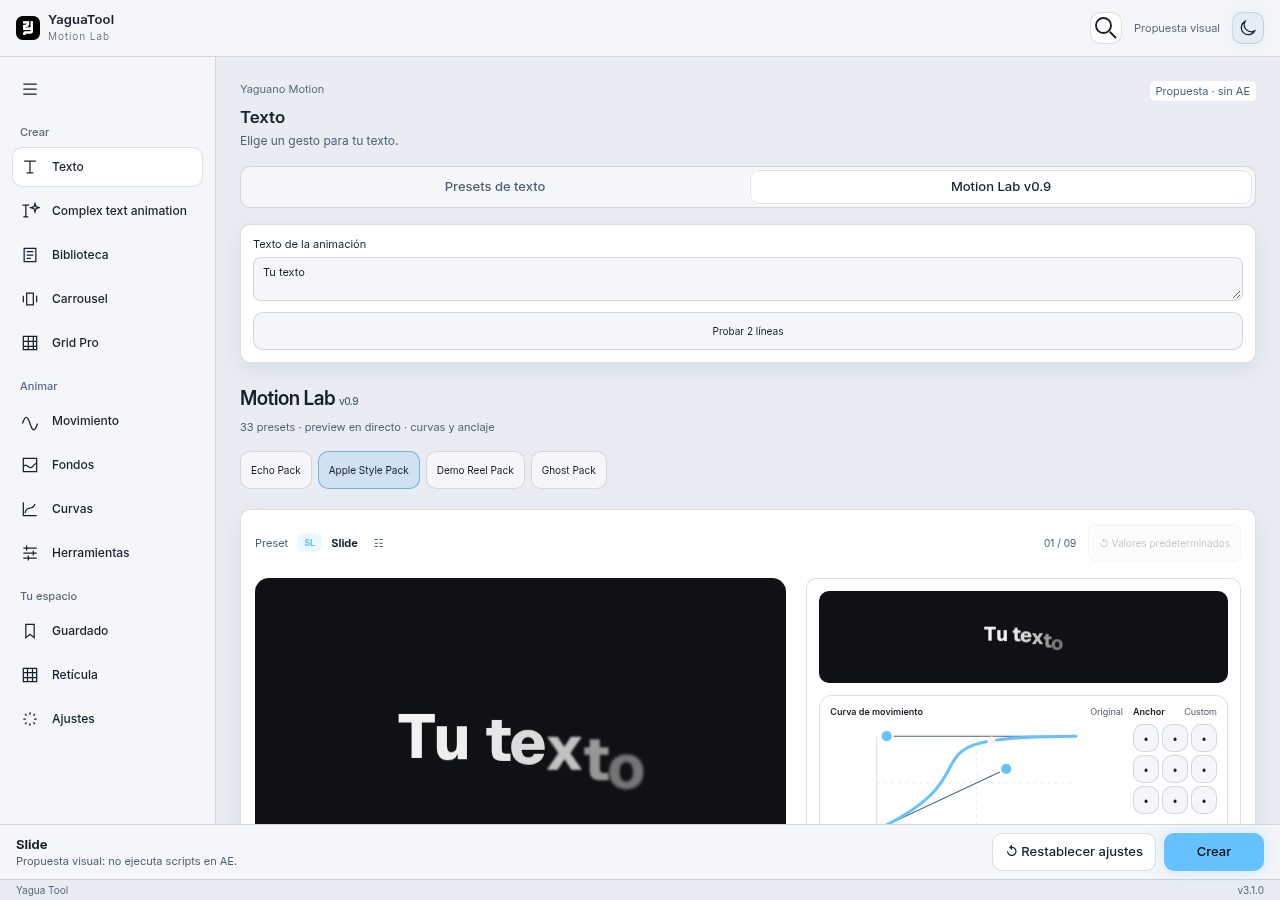 YaguaTool
Motion Lab
Propuesta visual
Crear
Texto
Complex text animation
Biblioteca
Carrousel
Grid Pro
Animar
Movimiento
Fondos
Curvas
Herramientas
Tu espacio
Guardado
Retícula
Ajustes
Yaguano Motion
Propuesta · sin AE
Texto
Elige un gesto para tu texto.
Presets de texto
Motion Lab v0.9
Texto de la animación
Tu texto
Probar 2 líneas
Motion Lab v0.9
33 presets · preview en directo · curvas y anclaje
Echo Pack
Apple Style Pack
Demo Reel Pack
Ghost Pack
Preset SL Slide
01 / 09
Valores predeterminados
Tu texto
Tu texto
Curva de movimiento
Original
Anchor
Custom
Slide
Propuesta visual: no ejecuta scripts en AE.
Restablecer ajustes
Crear
Yagua Tool
v3.1.0